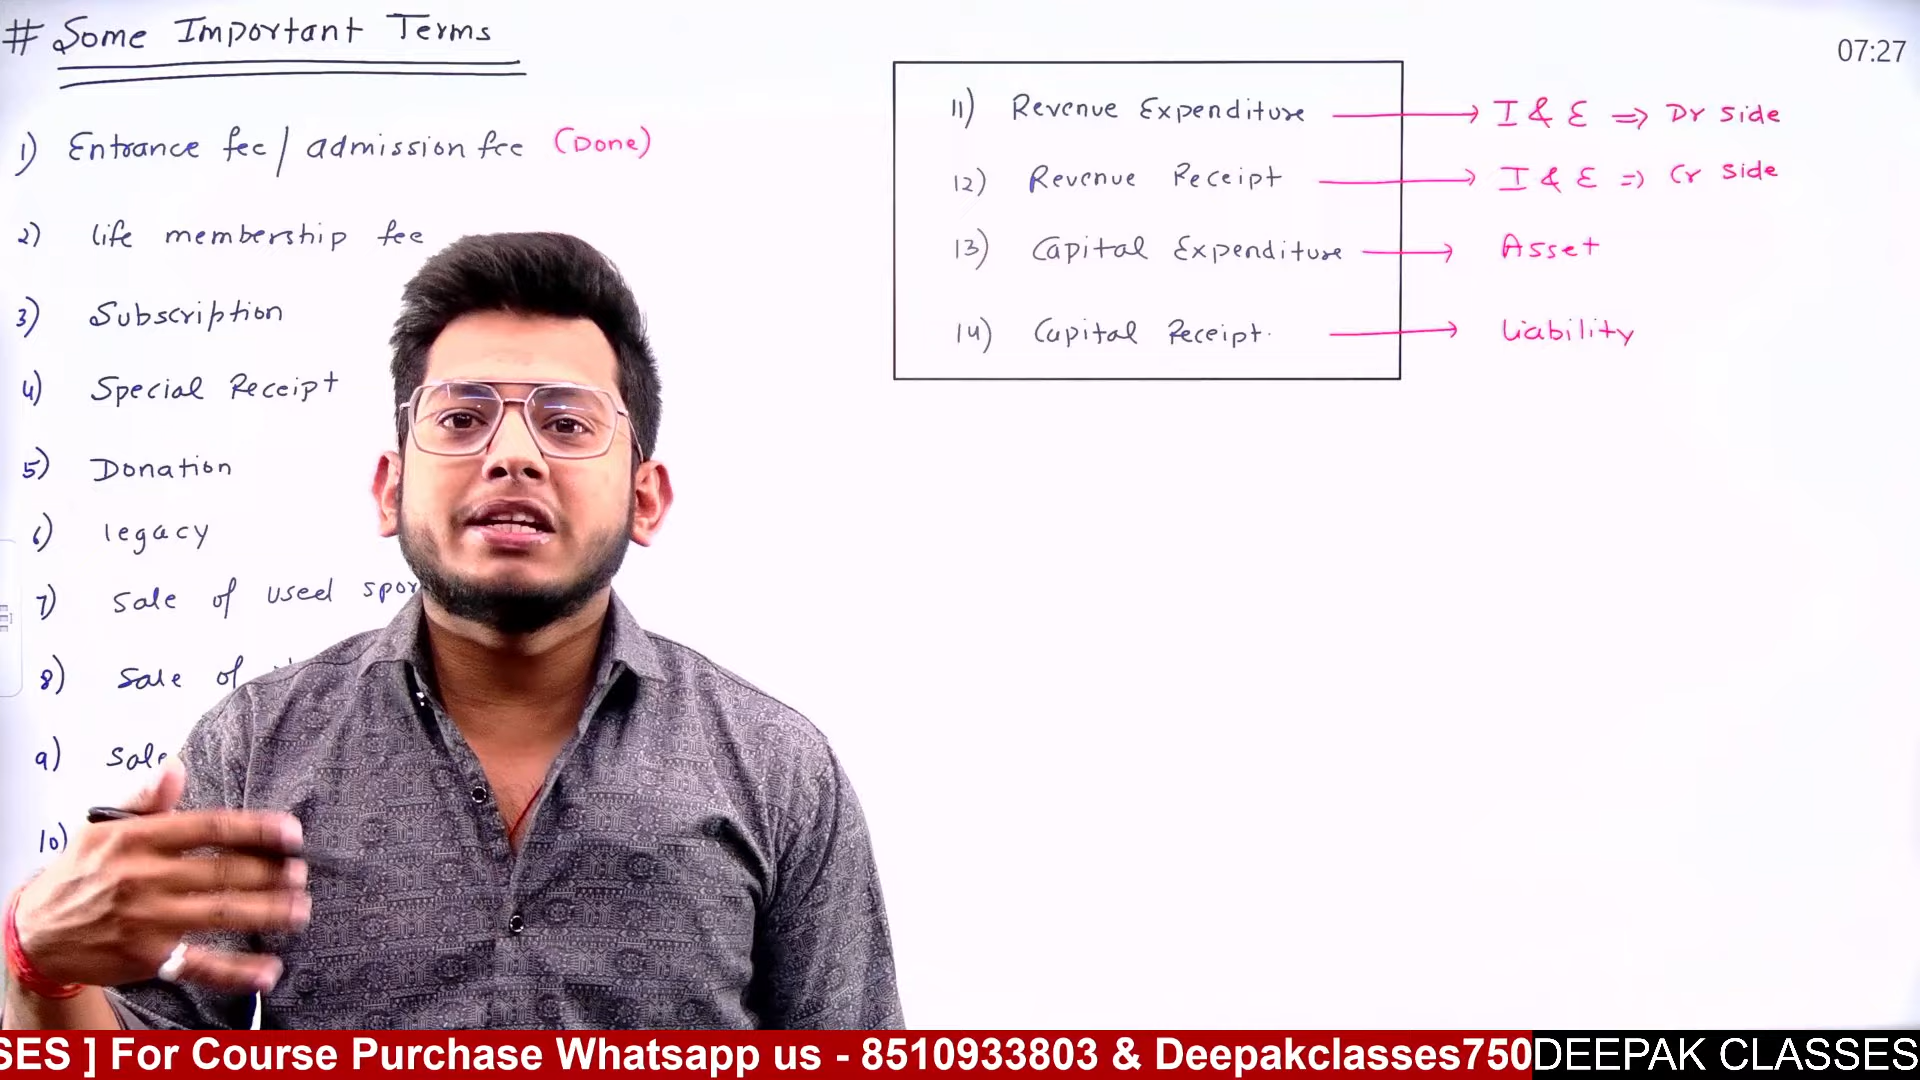 # Some Important Terms
07:27
1) Entrance fee/admission fee (Done)
2) life membership fee
3) Subscription
4) Special Receipt
5) Donation
6) legacy
7) Sale of used
8) Sale of
9) Sale
10)
11) Revenue Expenditure → I & E ⇒ Dr side
12) Revenue Receipt → I & E ⇒ Cr side
13) Capital Expenditure → Asset
14) Capital Receipt. → Liability
SES ] For Course Purchase Whatsapp us - 8510933803 & Deepakclasses750
DEEPAK CLASSES